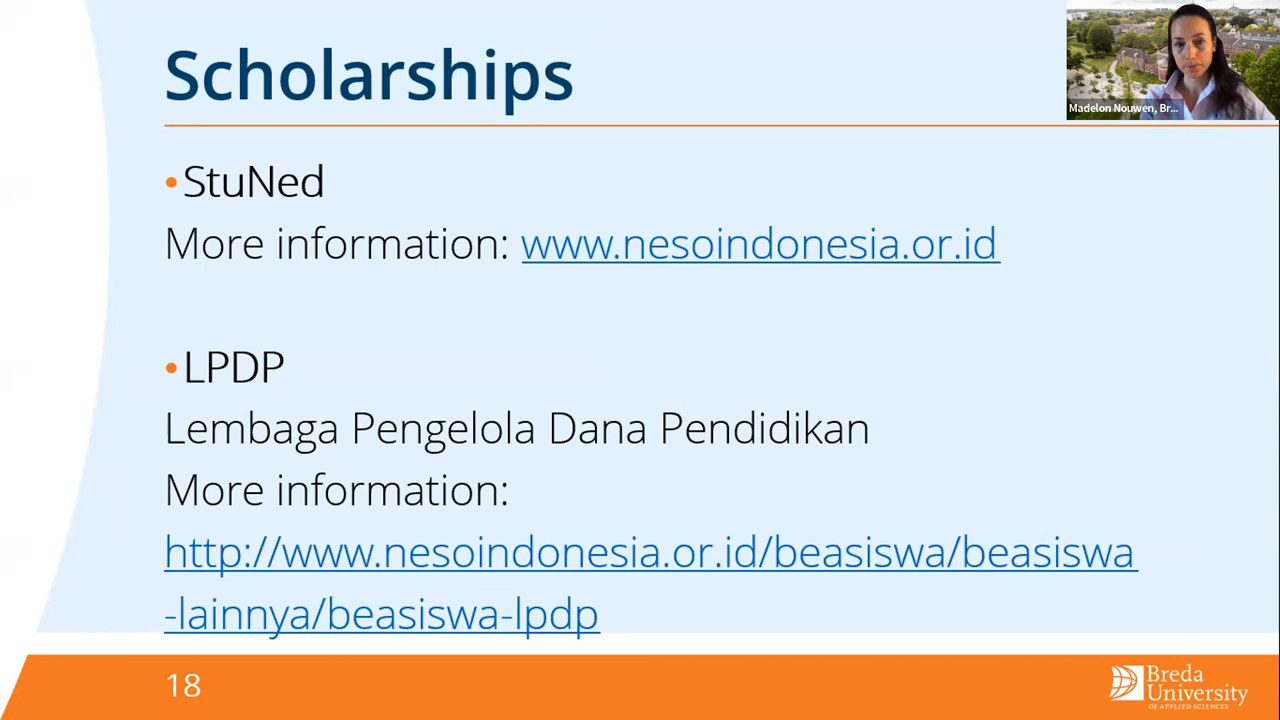 Scholarships
Madelon Nouwen, Br...
•StuNed
More information: www.nesoindonesia.or.id
•LPDP
Lembaga Pengelola Dana Pendidikan
More information:
http://www.nesoindonesia.or.id/beasiswa/beasiswa
-lainnya/beasiswa-lpdp
18
Breda
University
OF APPLIED SCIENCES